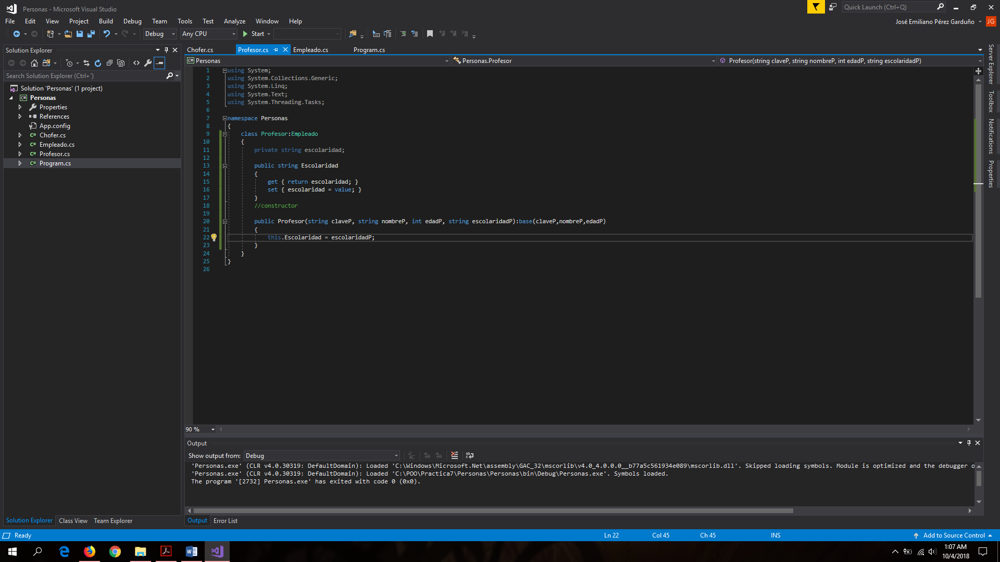 Personas - Microsoft Visual Studio
Quick Launch (Ctrl+Q)
File Edit View Project Build Debug Team Tools Test Analyze Window Help
José Emiliano Pérez Garduño JG
Debug Any CPU Start
Solution Explorer
Search Solution Explorer (Ctrl+´)
Solution 'Personas' (1 project)
C# Personas
Properties
References
App.config
C# Chofer.cs
C# Empleado.cs
C# Profesor.cs
C# Program.cs
Solution Explorer Class View Team Explorer
Chofer.cs Profesor.cs Empleado.cs Program.cs
C# Personas Personas.Profesor Profesor(string claveP, string nombreP, int edadP, string escolaridadP)
1 using System;
2 using System.Collections.Generic;
3 using System.Linq;
4 using System.Text;
5 using System.Threading.Tasks;
6
7 namespace Personas
8 {
9 class Profesor:Empleado
10 {
11 private string escolaridad;
12
13 public string Escolaridad
14 {
15 get { return escolaridad; }
16 set { escolaridad = value; }
17 }
18 //constructor
19
20 public Profesor(string claveP, string nombreP, int edadP, string escolaridadP):base(claveP,nombreP,edadP)
21 {
22 this.Escolaridad = escolaridadP;
23 }
24 }
25 }
26
90 %
Server Explorer
Toolbox
Notifications
Properties
Output
Show output from: Debug
'Personas.exe' (CLR v4.0.30319: DefaultDomain): Loaded 'C:\Windows\Microsoft.Net\assembly\GAC_32\mscorlib\v4.0_4.0.0.0__b77a5c561934e089\mscorlib.dll'. Skipped loading symbols. Module is optimized and the debugger o
'Personas.exe' (CLR v4.0.30319: DefaultDomain): Loaded 'C:\POO\Practica7\Personas\Personas\bin\Debug\Personas.exe'. Symbols loaded.
The program '[2732] Personas.exe' has exited with code 0 (0x0).
Output Error List
Ready Ln 22 Col 45 Ch 45 INS Add to Source Control
1:07 AM
10/4/2018